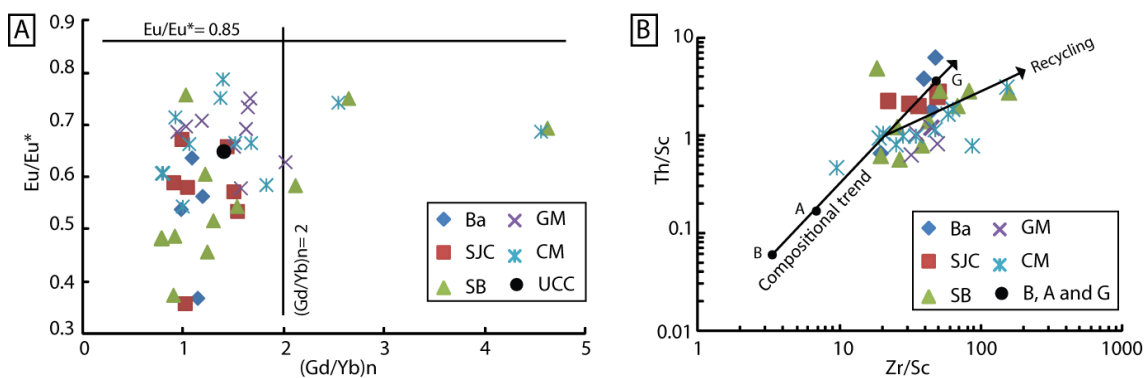 A
Eu/Eu*= 0.85
0.9
0.8
0.7
0.6
0.5
0.4
0.3
Eu/Eu*
0
1
2
3
4
5
(Gd/Yb)n
(Gd/Yb)n= 2
Ba
GM
SJC
CM
SB
UCC
B
10
1
0.1
0.01
Th/Sc
1
10
100
1000
Zr/Sc
G
Recycling
A
B
Compositional trend
Ba
GM
SJC
CM
SB
B, A and G